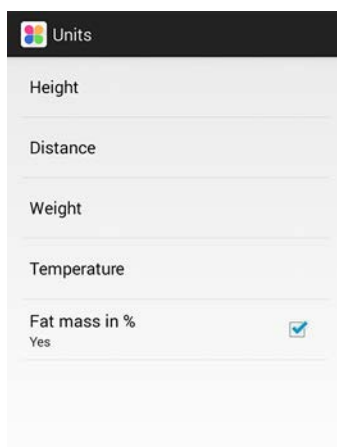 Units
Height
Distance
Weight
Temperature
Fat mass in %
Yes